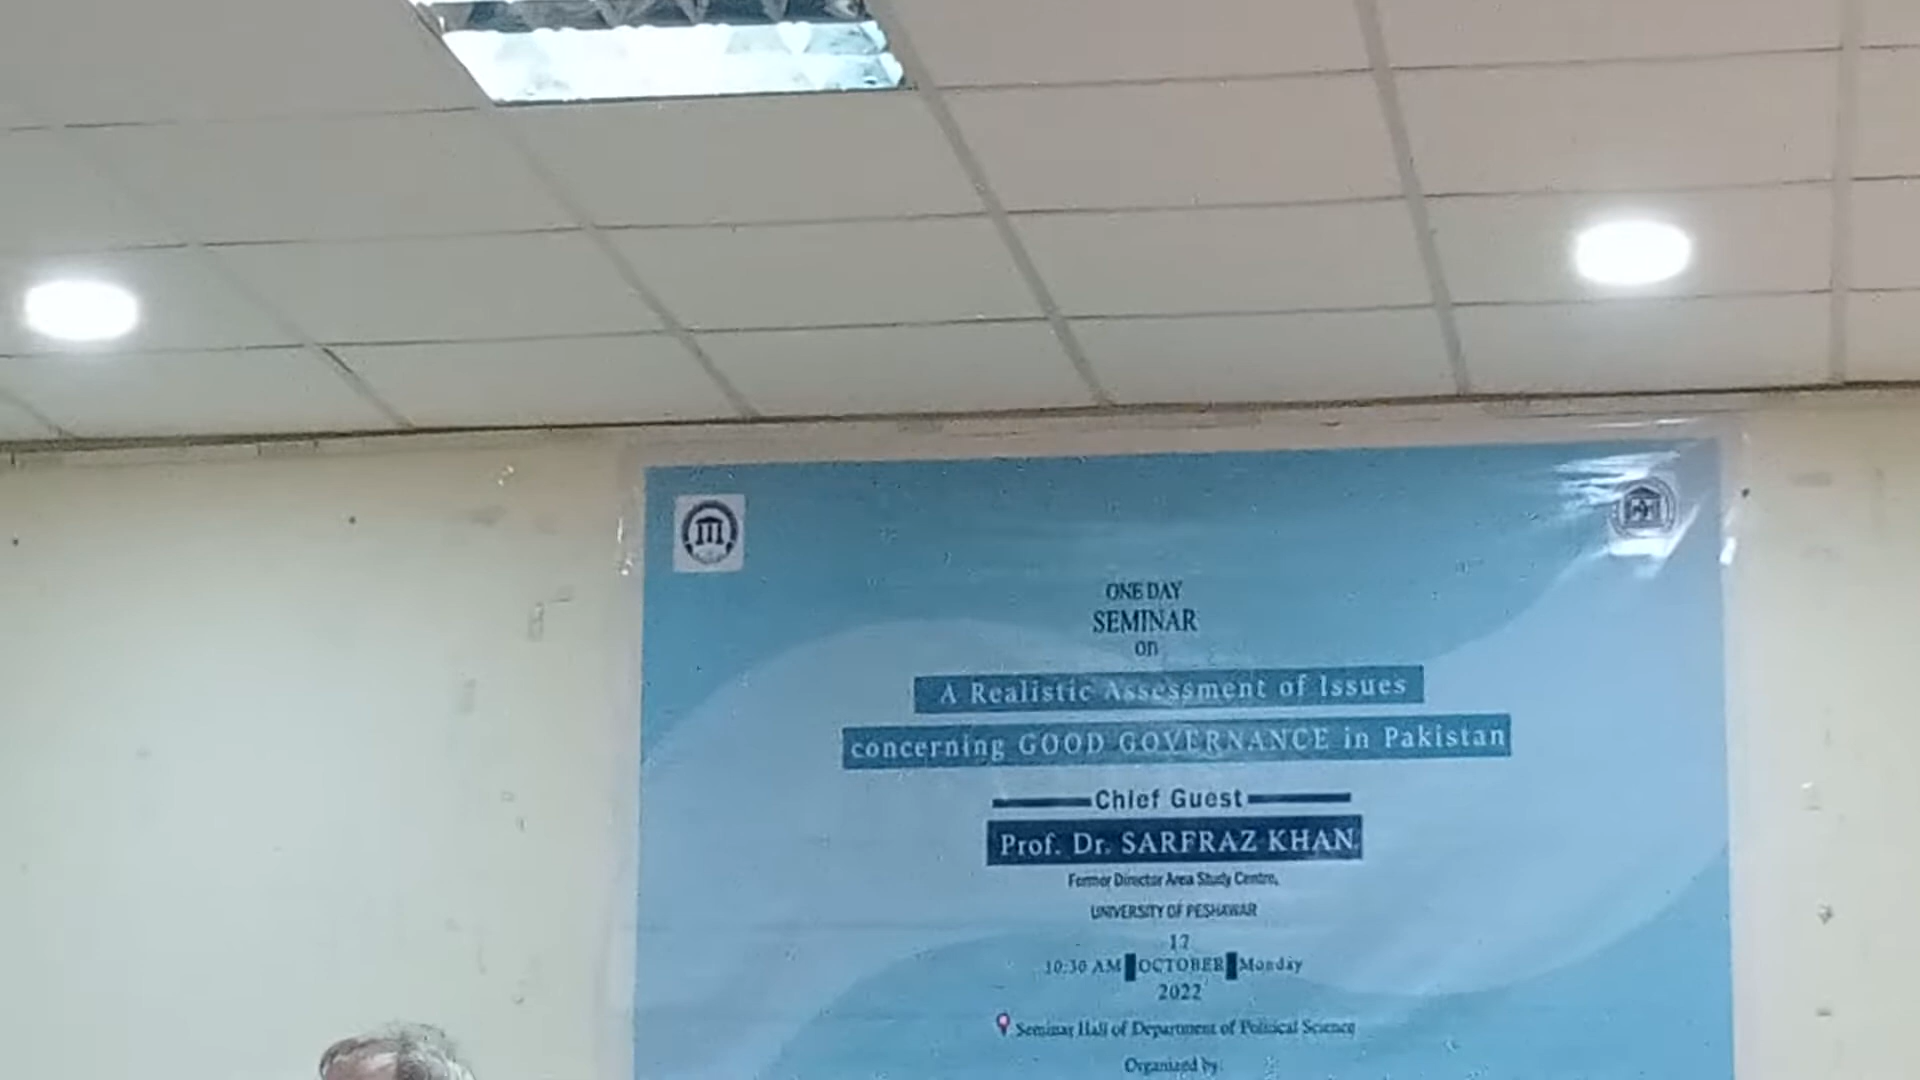 ONE DAY
SEMINAR
on
A Realistic Assessment of Issues
concerning GOOD GOVERNANCE in Pakistan
Chief Guest
Prof. Dr. SARFRAZ KHAN
Former Director Area Study Centre,
UNIVERSITY OF PESHAWAR
17
10:30 AM OCTOBER Monday
2022
Seminar Hall of Department of Political Science
Organized by